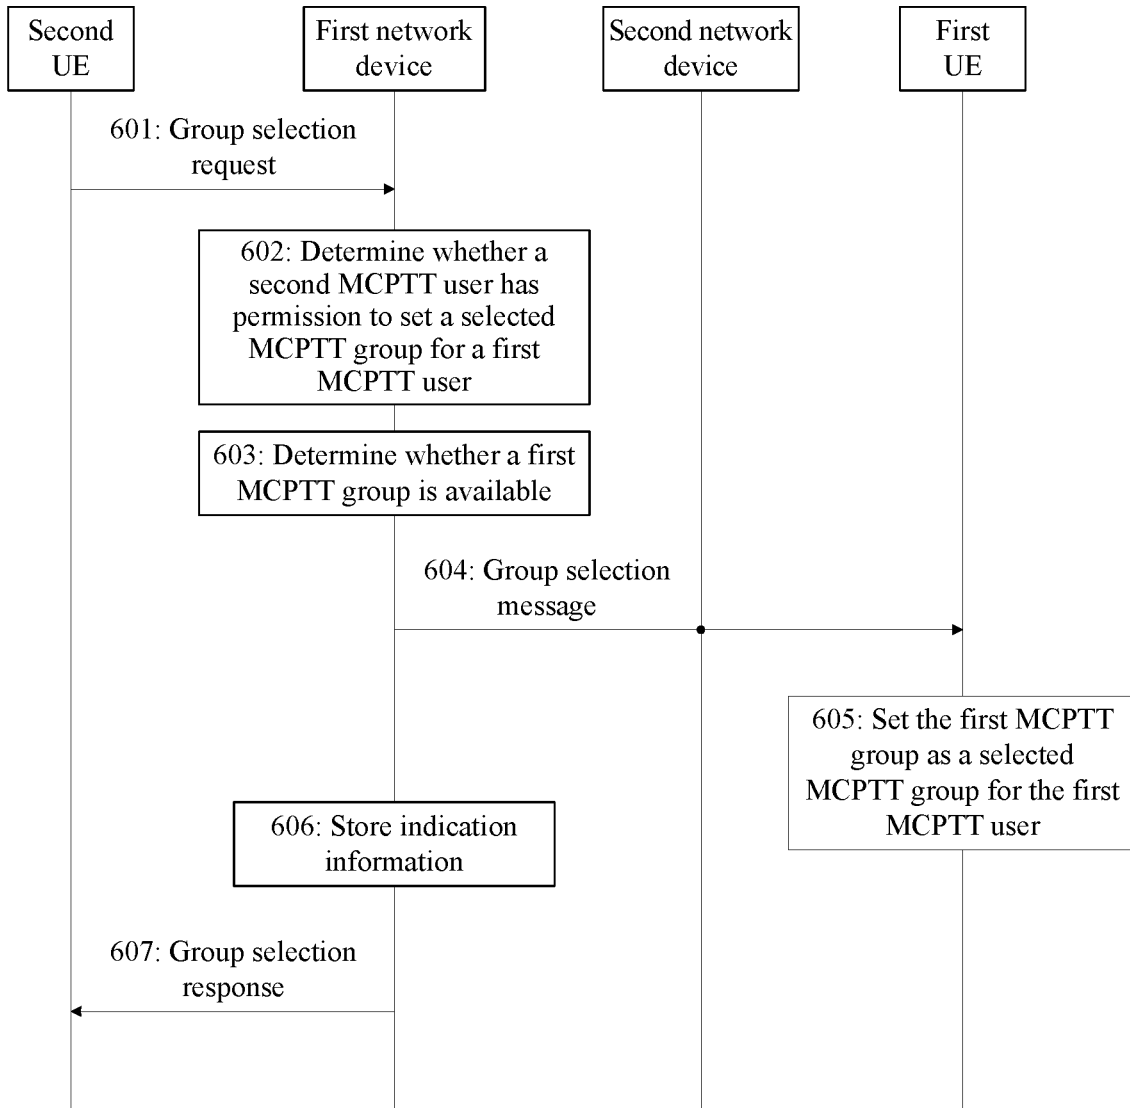 Second
UE
First network
device
Second network
device
First
UE
601: Group selection
request
602: Determine whether a
second MCPTT user has
permission to set a selected
MCPTT group for a first
MCPTT user
603: Determine whether a first
MCPTT group is available
604: Group selection
message
605: Set the first MCPTT
group as a selected
MCPTT group for the first
MCPTT user
606: Store indication
information
607: Group selection
response